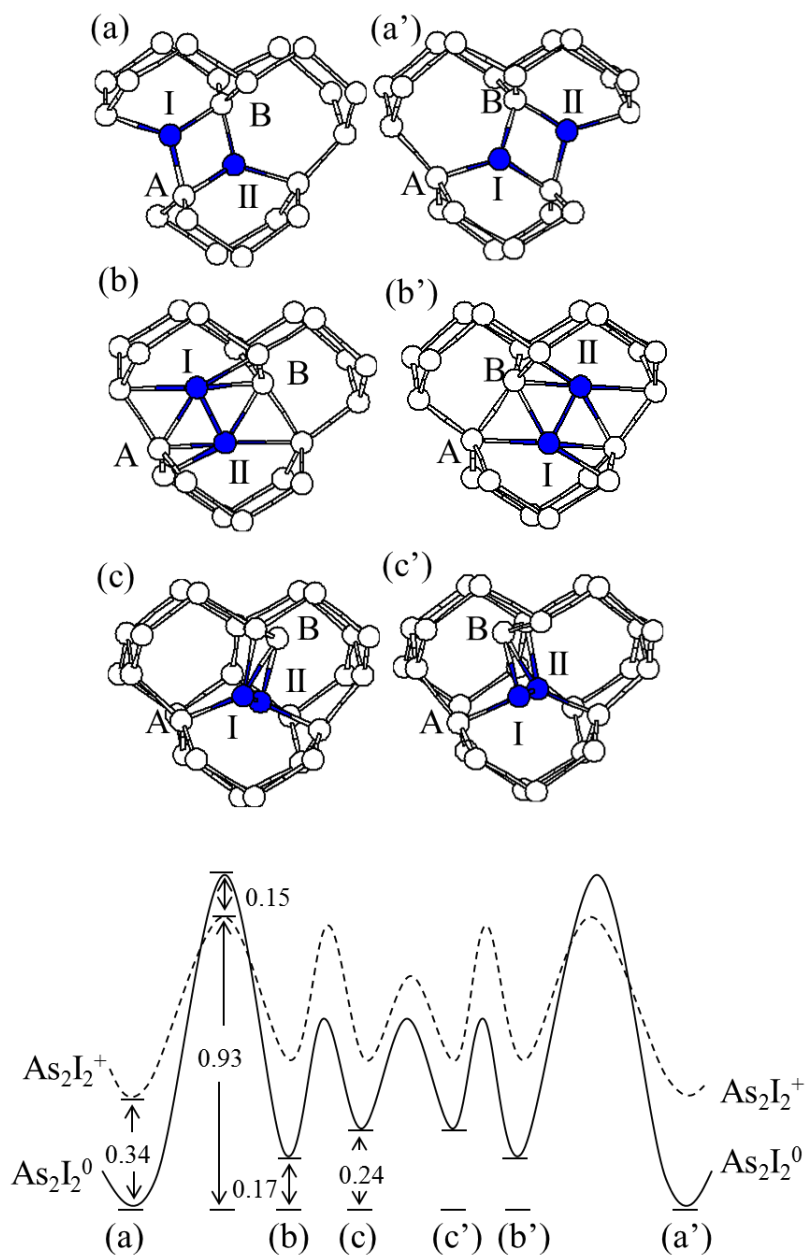 (a) (a’)
I B B II
A II A I
(b) (b’)
I B B II
A II A I
(c) (c’)
B B
II II
A I A I
0.15
As₂I₂⁺ 0.93 As₂I₂⁺
0.34
As₂I₂⁰ 0.17 0.24 As₂I₂⁰
(a) (b) (c) (c’) (b’) (a’)